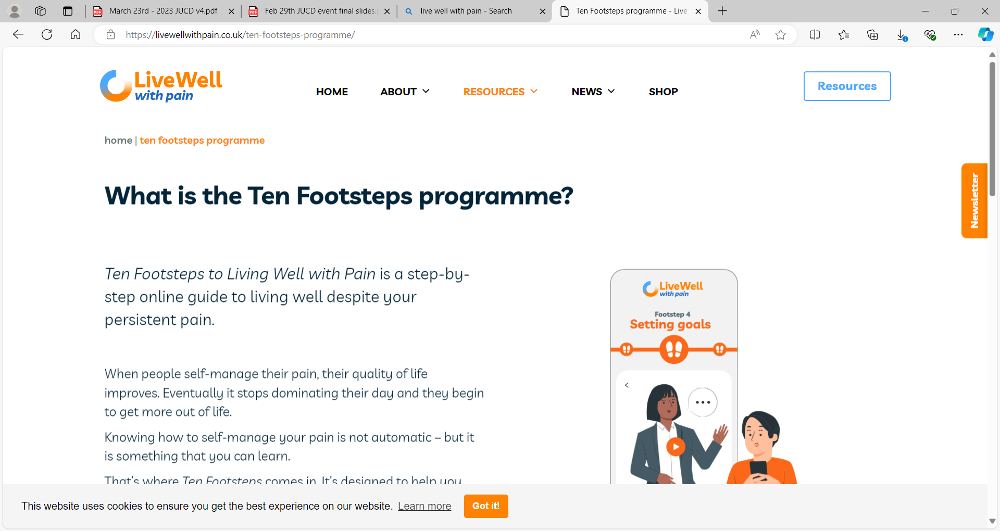 March 23rd - 2023 JUCD v4.pdf
Feb 29th JUCD event final slides.
live well with pain - Search
Ten Footsteps programme - Live
https://livewellwithpain.co.uk/ten-footsteps-programme/
LiveWell
with pain
HOME ABOUT RESOURCES NEWS SHOP
Resources
home | ten footsteps programme
Newsletter
What is the Ten Footsteps programme?
Ten Footsteps to Living Well with Pain is a step-by-
step online guide to living well despite your
persistent pain.
When people self-manage their pain, their quality of life
improves. Eventually it stops dominating their day and they begin
to get more out of life.
Knowing how to self-manage your pain is not automatic – but it
is something that you can learn.
That's where Ten Footsteps comes in. It's designed to help you
LiveWell
with pain
Footstep 4
Setting goals
This website uses cookies to ensure you get the best experience on our website. Learn more
Got it!